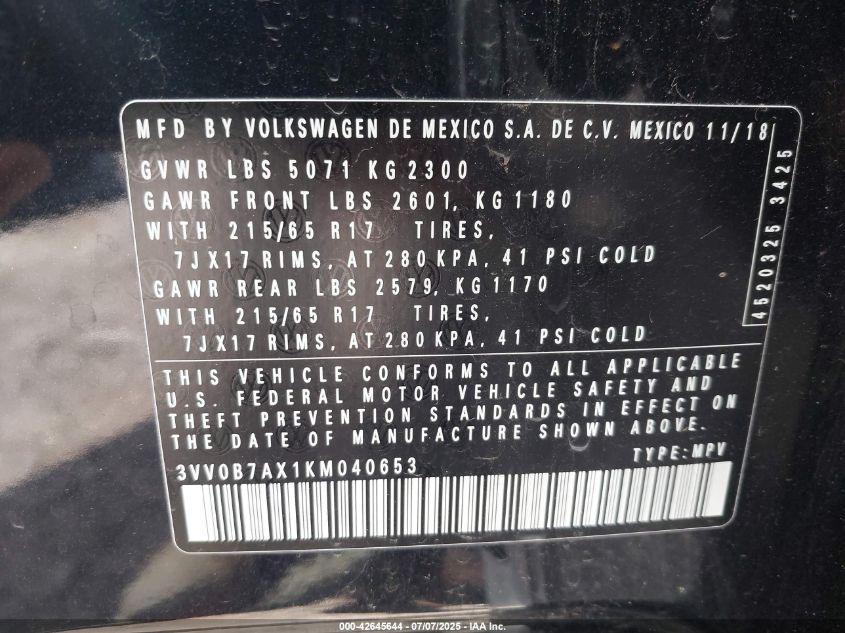 MFD BY VOLKSWAGEN DE MEXICO S.A. DE C.V. MEXICO 11/18
GVWR LBS 5071 KG 2300
GAWR FRONT LBS 2601, KG 1180
WITH 215/65 R17 TIRES,
7JX17 RIMS, AT 280 KPA, 41 PSI COLD
GAWR REAR LBS 2579, KG 1170
WITH 215/65 R17 TIRES,
7JX17 RIMS, AT 280 KPA, 41 PSI COLD
4520325 3425
THIS VEHICLE CONFORMS TO ALL APPLICABLE
U.S. FEDERAL MOTOR VEHICLE SAFETY AND
THEFT PREVENTION STANDARDS IN EFFECT ON
THE DATE OF MANUFACTURE SHOWN ABOVE.
3VV0B7AX1KM040653 TYPE: MPV
000-42645644 - 07/07/2025 - IAA Inc.